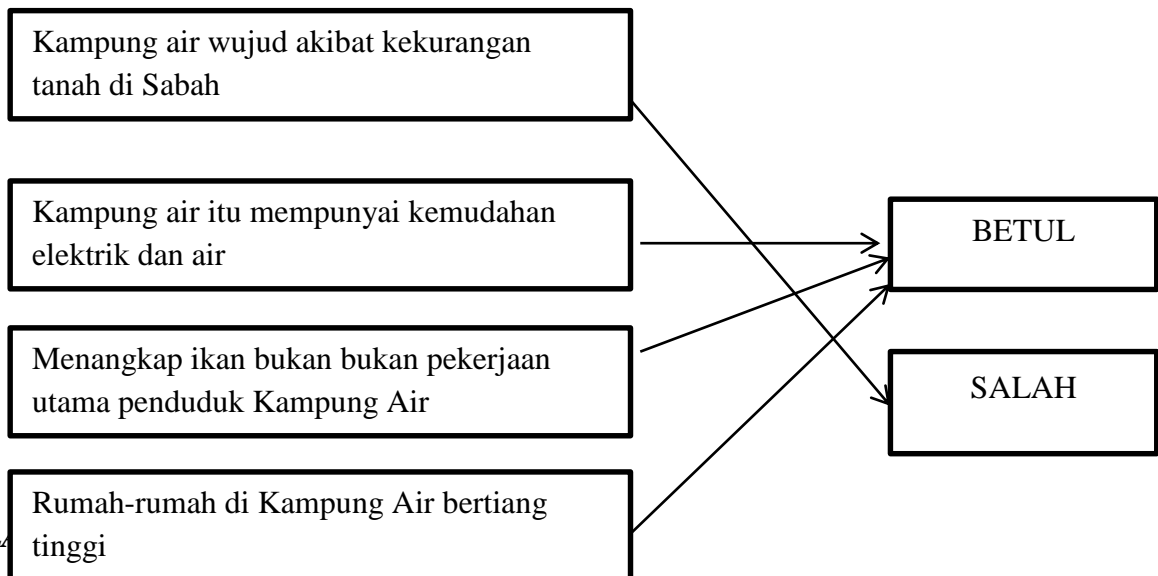 Kampung air wujud akibat kekurangan
tanah di Sabah
Kampung air itu mempunyai kemudahan
elektrik dan air
BETUL
Menangkap ikan bukan bukan pekerjaan
utama penduduk Kampung Air
SALAH
Rumah-rumah di Kampung Air bertiang
tinggi